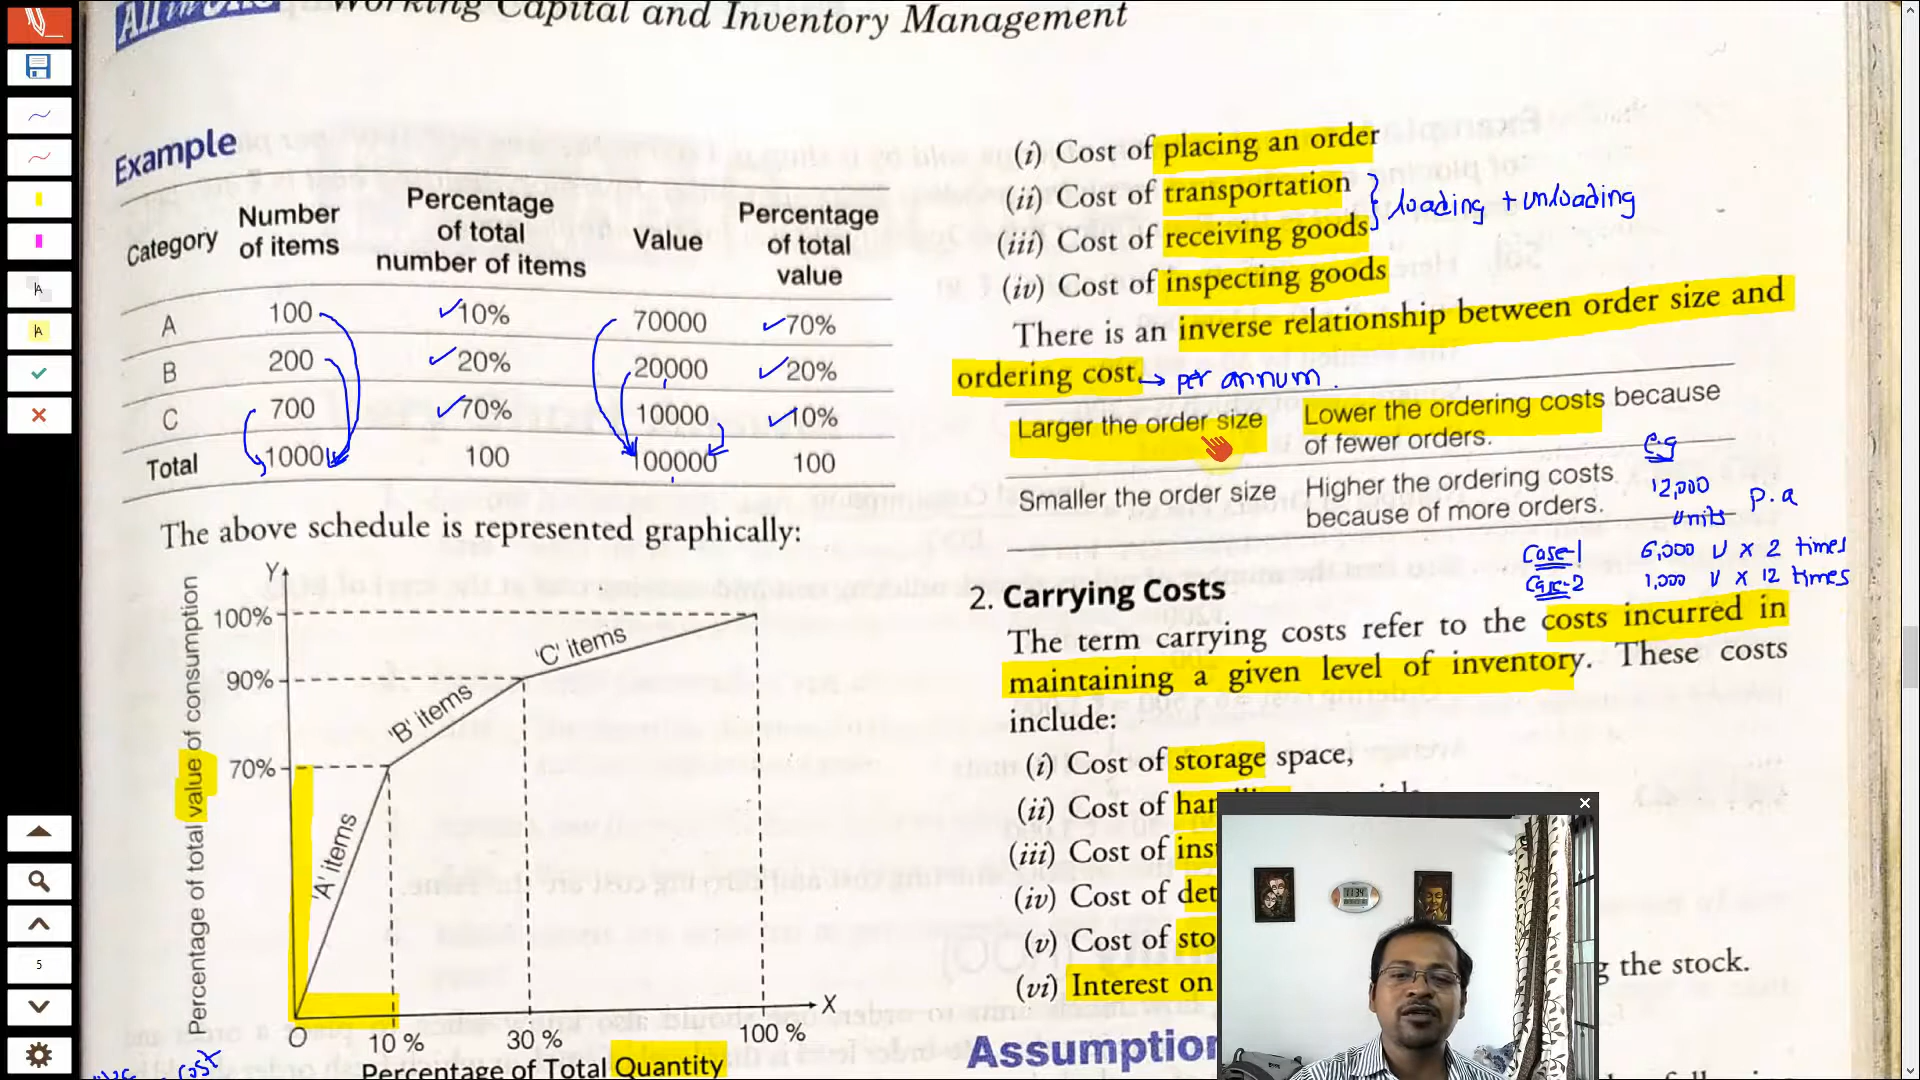 Working Capital and Inventory Management
Example
Category
Number
of items
Percentage
of total
number of items
Value
Percentage
of total
value
A 100 10% 70000 70%
B 200 20% 20000 20%
C 700 70% 10000 10%
Total 1000 100 100000 100
The above schedule is represented graphically:
Percentage of total value of consumption
Y
100%
90%
70%
'A' items
'B' items
'C' items
O 10 % 30 % 100 % X
Percentage of Total Quantity
cost
(i) Cost of placing an order
(ii) Cost of transportation
(iii) Cost of receiving goods
loading + unloading
(iv) Cost of inspecting goods
There is an inverse relationship between order size and
ordering cost. → per annum.
Larger the order size Lower the ordering costs because
of fewer orders.
Smaller the order size Higher the ordering costs
because of more orders.
eg
12,000
units p.a
Case-1 6,000 U x 2 times
Case-2 1,000 U x 12 times
2. Carrying Costs
The term carrying costs refer to the costs incurred in
maintaining a given level of inventory. These costs
include:
(i) Cost of storage space,
(ii) Cost of
(iii) Cost of
(iv) Cost of
(v) Cost of
(vi) Interest on
the stock.
5